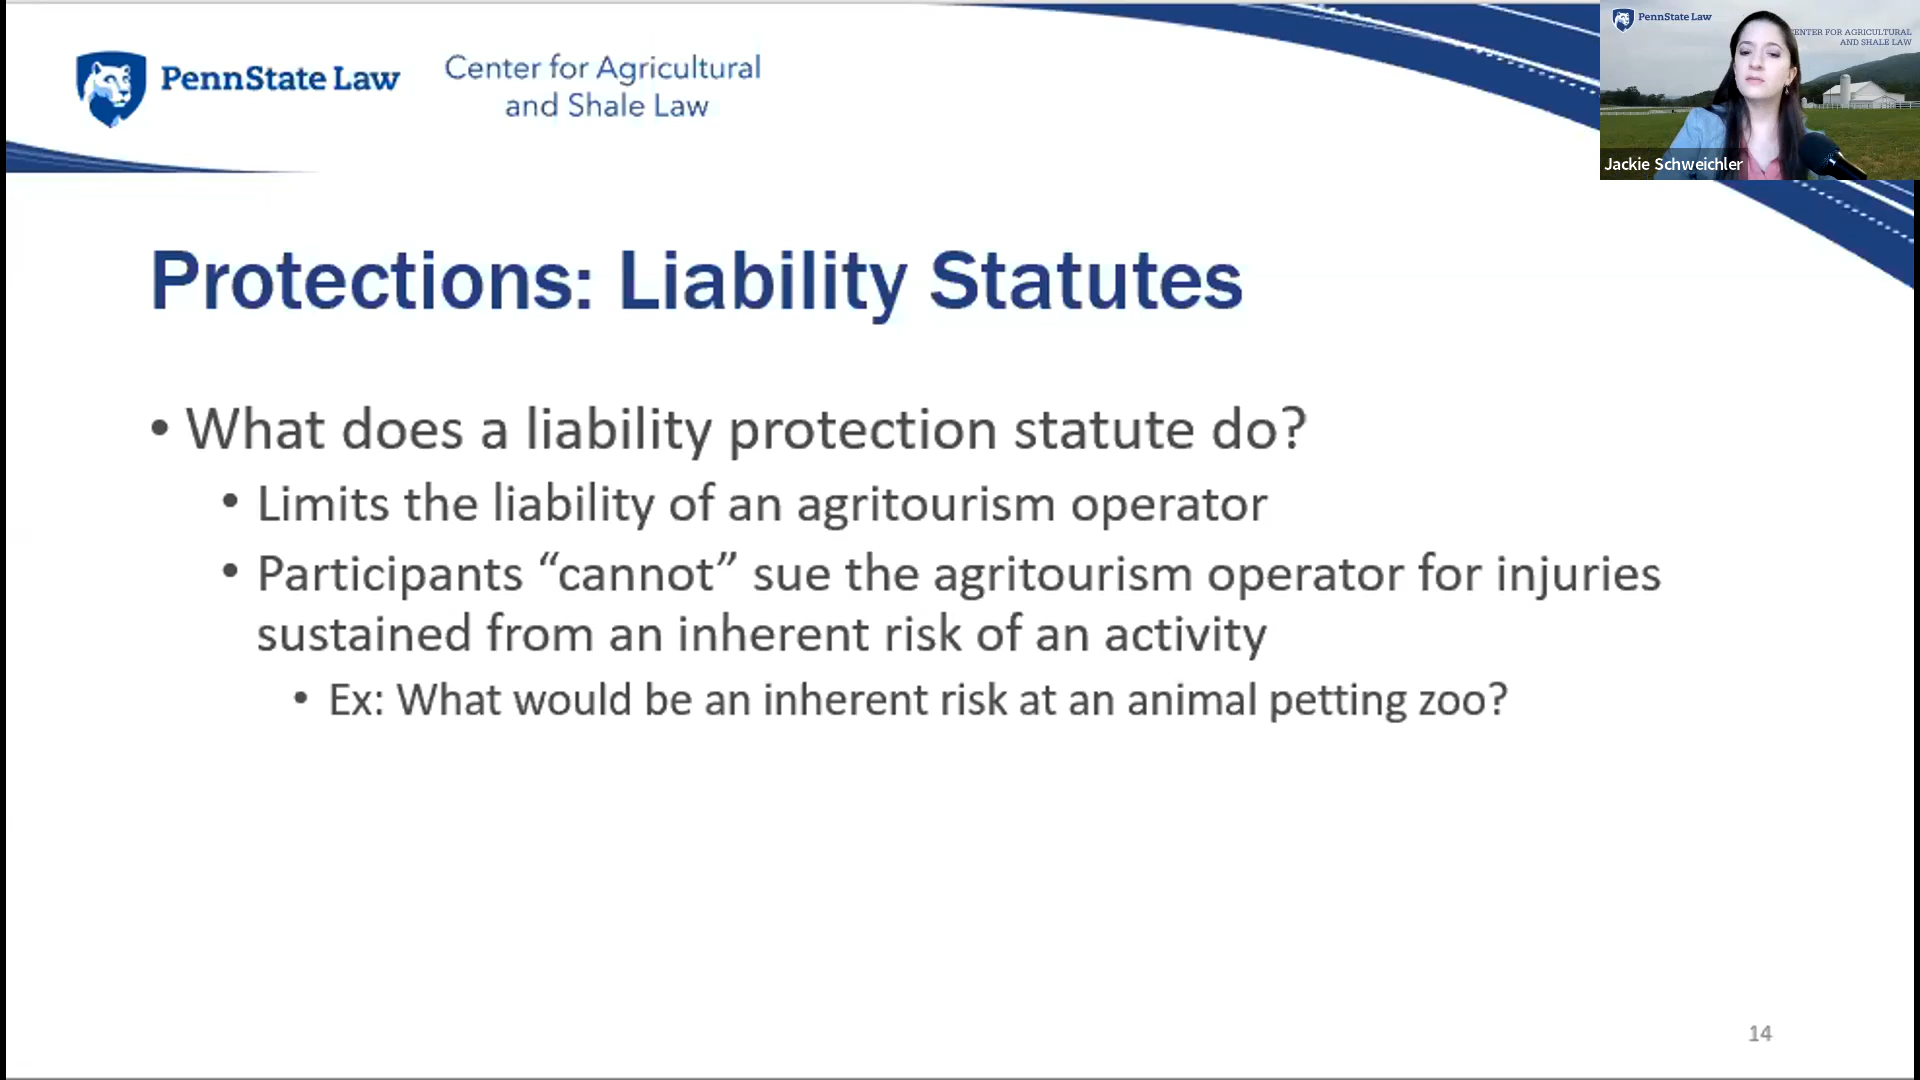 PennState Law
Center for Agricultural
and Shale Law
PennState Law
CENTER FOR AGRICULTURAL
AND SHALE LAW
Jackie Schweichler
Protections: Liability Statutes
• What does a liability protection statute do?
• Limits the liability of an agritourism operator
• Participants “cannot” sue the agritourism operator for injuries
sustained from an inherent risk of an activity
• Ex: What would be an inherent risk at an animal petting zoo?
14